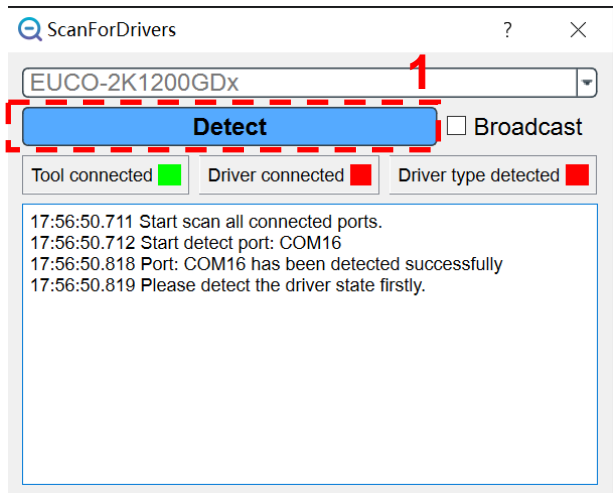 ScanForDrivers ?
1
EUCO-2K1200GDx
Detect Broadcast
Tool connected Driver connected Driver type detected
17:56:50.711 Start scan all connected ports.
17:56:50.712 Start detect port: COM16
17:56:50.818 Port: COM16 has been detected successfully
17:56:50.819 Please detect the driver state firstly.